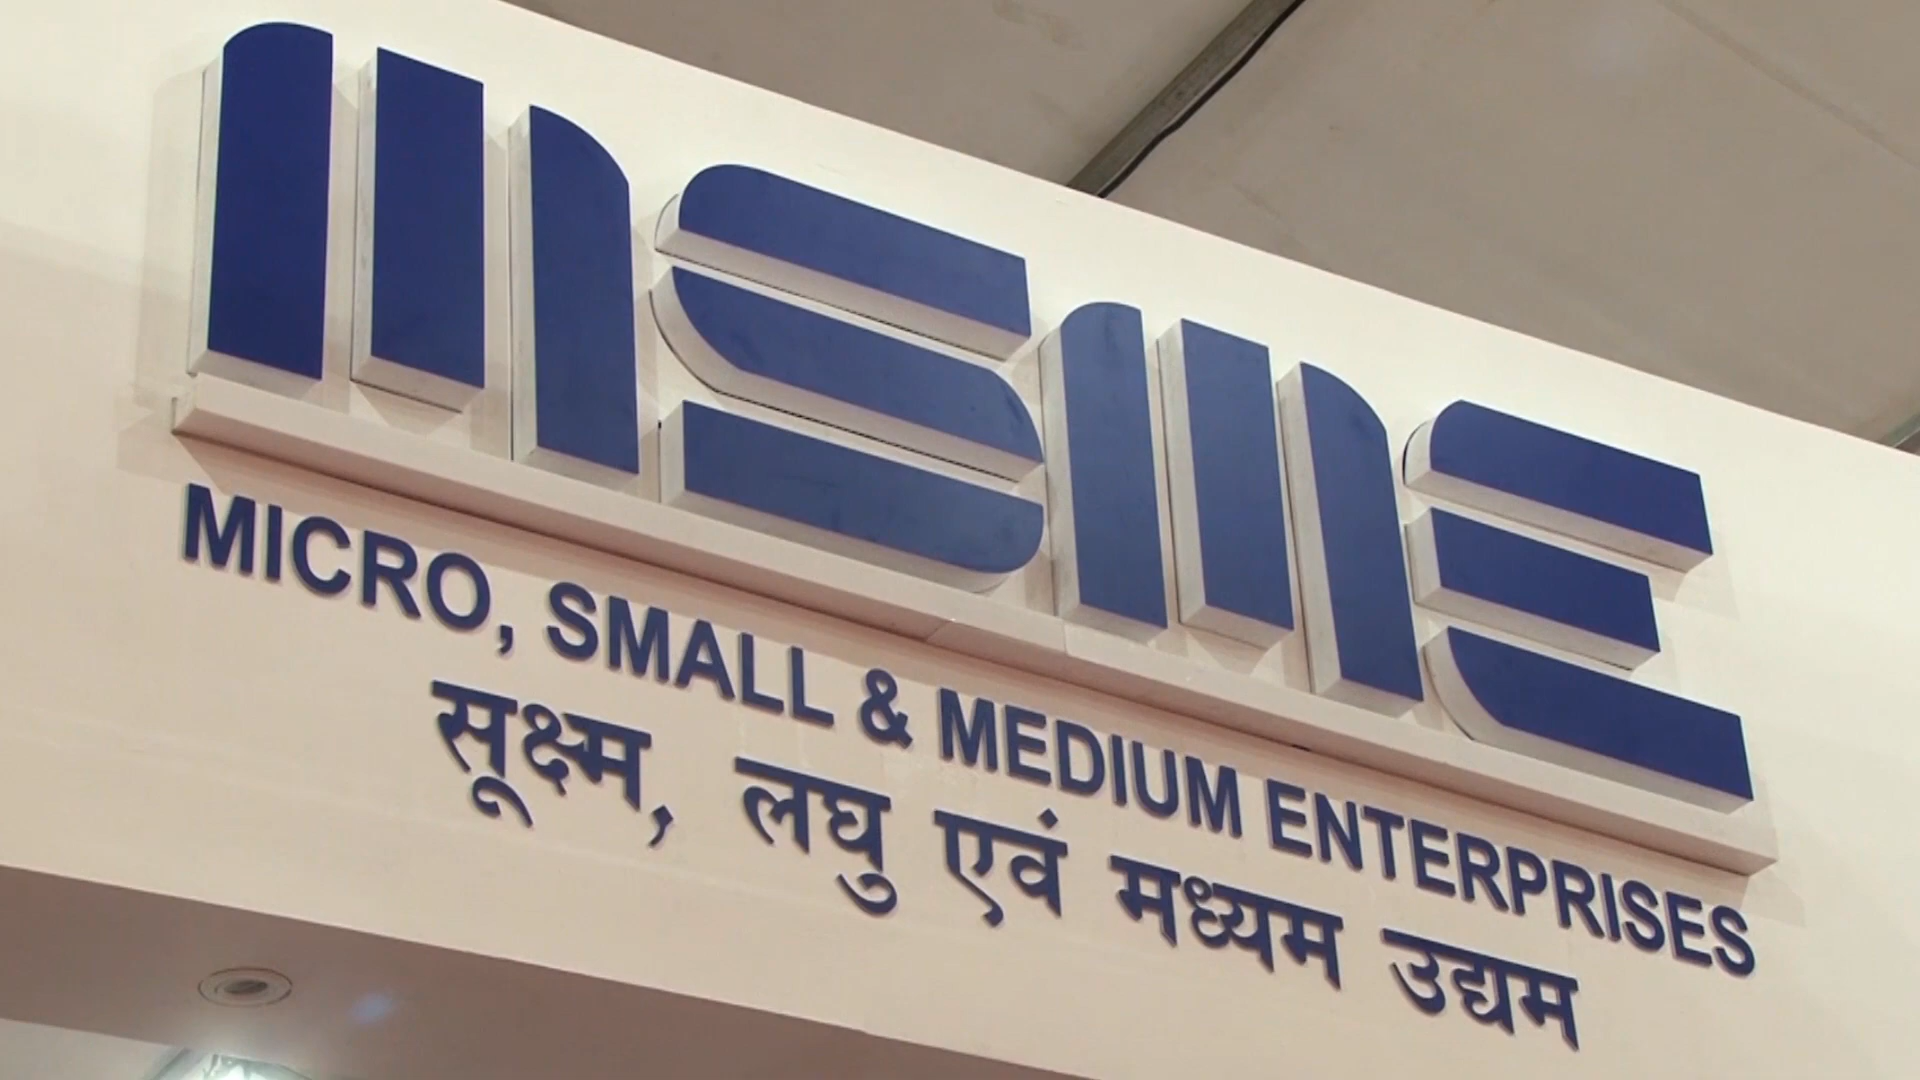 MSME
MICRO, SMALL & MEDIUM ENTERPRISES
सूक्ष्म, लघु एवं मध्यम उद्यम